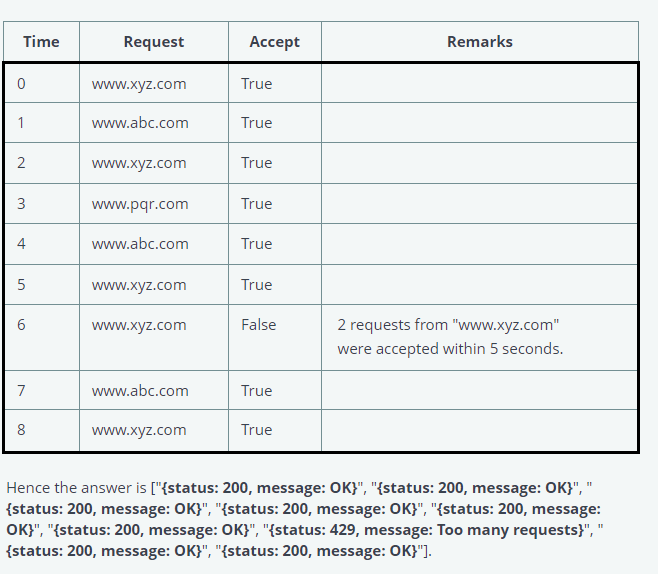 Time Request Accept Remarks
0 www.xyz.com True
1 www.abc.com True
2 www.xyz.com True
3 www.pqr.com True
4 www.abc.com True
5 www.xyz.com True
6 www.xyz.com False 2 requests from "www.xyz.com"
were accepted within 5 seconds.
7 www.abc.com True
8 www.xyz.com True
Hence the answer is ["{status: 200, message: OK}", "{status: 200, message: OK}", "
{status: 200, message: OK}", "{status: 200, message: OK}", "{status: 200, message:
OK}", "{status: 200, message: OK}", "{status: 429, message: Too many requests}", "
{status: 200, message: OK}", "{status: 200, message: OK}"].